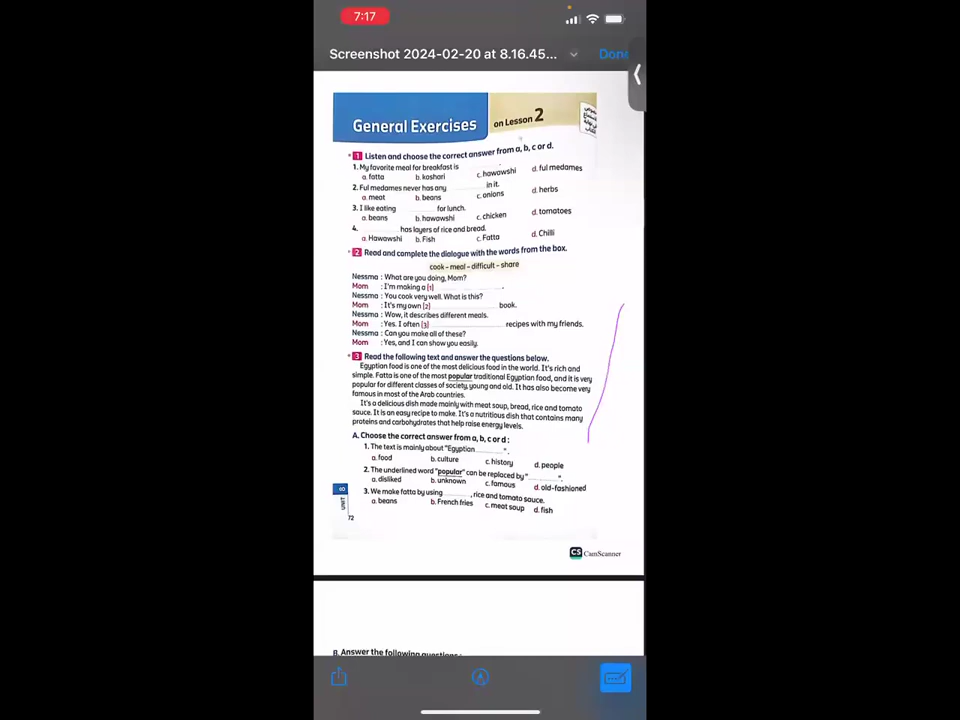 7:17
Screenshot 2024-02-20 at 8.16.45...
Done
General Exercises
on Lesson 2
1 Listen and choose the correct answer from a, b, c or d.
1. My favorite meal for breakfast is .
a. fatta b. koshari c. hawawshi d. ful medames
2. Ful medames never has any in it.
a. meat b. beans c. onions d. herbs
3. I like eating for lunch.
a. beans b. hawawshi c. chicken d. tomatoes
4. has layers of rice and bread.
a. Hawawshi b. Fish c. Fatta d. Chilli
2 Read and complete the dialogue with the words from the box.
cook – meal – difficult – share
Nessma : What are you doing, Mom?
Mom : I'm making a (1) .
Nessma : You cook very well. What is this?
Mom : It's my own (2) book.
Nessma : Wow, it describes different meals.
Mom : Yes. I often (3) recipes with my friends.
Nessma : Can you make all of these?
Mom : Yes, and I can show you easily.
3 Read the following text and answer the questions below.
Egyptian food is one of the most delicious food in the world. It's rich and
simple. Fatta is one of the most popular traditional Egyptian food, and it is very
popular for different classes of society, young and old. It has also become very
famous in most of the Arab countries.
It's a delicious dish made mainly with meat soup, bread, rice and tomato
sauce. It is an easy recipe to make. It's a nutritious dish that contains many
proteins and carbohydrates that help raise energy levels.
A. Choose the correct answer from a, b, c or d :
1. The text is mainly about "Egyptian ".
a. food b. culture c. history d. people
2. The underlined word "popular" can be replaced by " ".
a. disliked b. unknown c. famous d. old-fashioned
3. We make fatta by using , rice and tomato sauce.
a. beans b. French fries c. meat soup d. fish
UNIT 8
72
CS CamScanner
B. Answer the following questions :